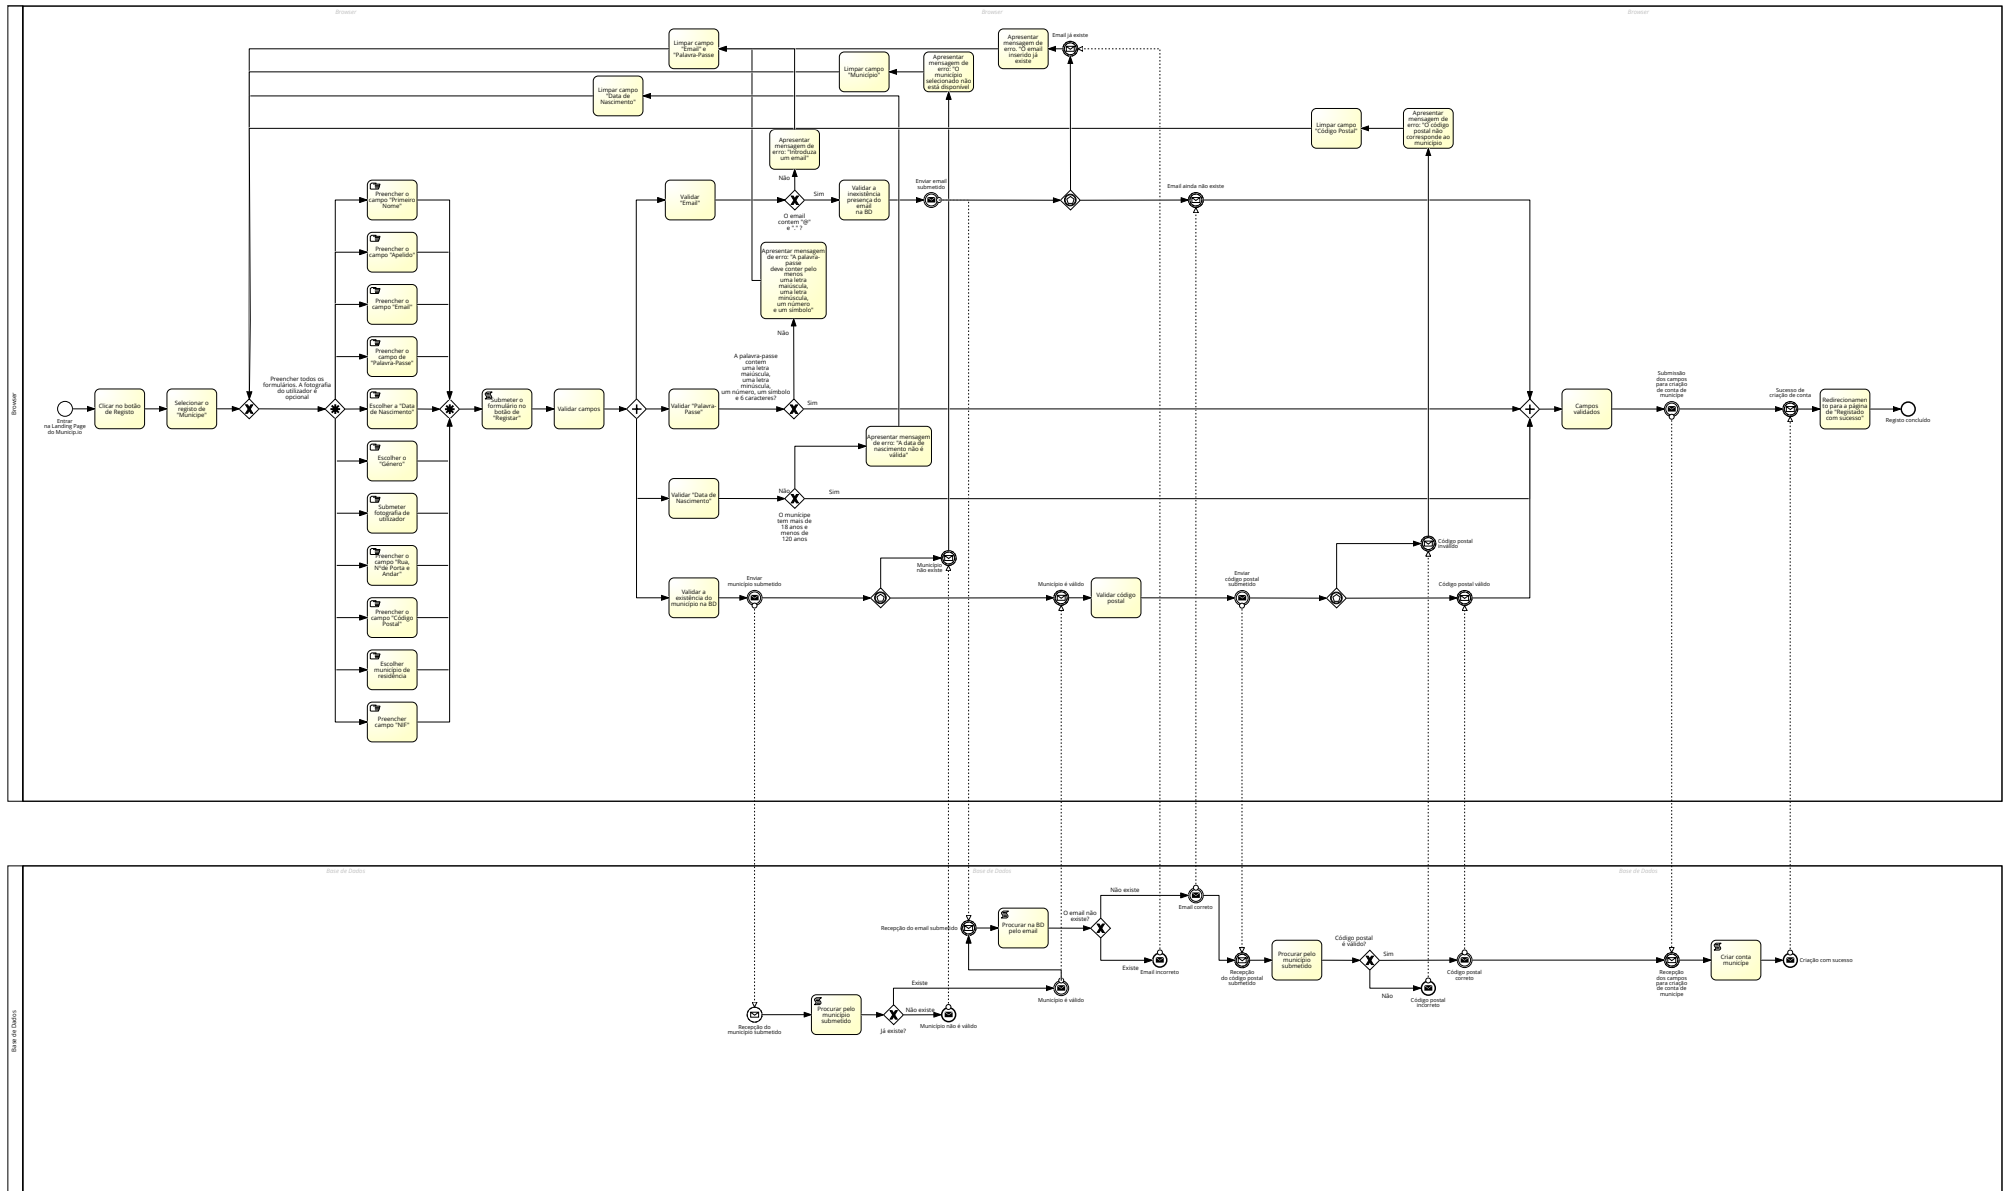 Browser
Browser
Browser
Browser
Limpar campo
"Email" e
"Palavra-Passe
Limpar campo
"Município"
Limpar campo
"Data de
Nascimento"
Apresentar
mensagem de
erro: "O
município
selecionado não
está disponível
Apresentar
mensagem de
erro. "O email
inserido já
existe
Email já existe
Limpar campo
"Código Postal"
Apresentar
mensagem de
erro: "O código
postal não
corresponde ao
município
Apresentar
mensagem de
erro: "Introduza
um email"
Não
Validar
"Email"
Sim
O email
contem "@"
e "." ?
Validar a
inexistência
presença do
email
na BD
Enviar email
submetido
Email ainda não existe
Apresentar mensagem
de erro: "A palavra-
passe
deve conter pelo
menos
uma letra
maiúscula,
uma letra
minúscula,
um número
e um símbolo"
Não
Entrar
na Landing Page
do Municip.io
Clicar no botão
de Registo
Selecionar o
registo de
"Munícipe"
Preencher todos os
formulários. A fotografia
do utilizador é
opcional
Preencher o
campo "Primeiro
Nome"
Preencher o
campo "Apelido"
Preencher o
campo "Email"
Preencher o
campo de
"Palavra-Passe"
Escolher a "Data
de Nascimento"
Escolher o
"Género"
Submeter
fotografia de
utilizador
Preencher o
campo "Rua,
Nºde Porta e
Andar"
Preencher o
campo "Código
Postal"
Escolher
município de
residência
Preencher
campo "NIF"
Submeter o
formulário no
botão de
"Registar"
Validar campos
Validar "Palavra-
Passe"
A palavra-passe
contem
uma letra
maiúscula,
uma letra
minúscula,
um número, um símbolo
e 6 caracteres?
Sim
Apresentar mensagem
de erro: "A data de
nascimento não é
válida"
Validar "Data de
Nascimento"
Não
Sim
O munícipe
tem mais de
18 anos e
menos de
120 anos
Validar a
existência do
município na BD
Enviar
município submetido
Município
não existe
Município é válido
Validar código
postal
Enviar
código postal
submetido
Código postal
inválido
Código postal válido
Campos
validados
Submissão
dos campos
para criação
de conta de
munícipe
Sucesso de
criação de conta
Redirecionamen
to para a página
de "Registado
com sucesso"
Registo concluído
Base de Dados
Base de Dados
Base de Dados
Base de Dados
Recepção do
município submetido
Procurar pelo
município
submetido
Existe
Não existe
Já existe?
Município não é válido
Município é válido
Recepção do email submetido
Procurar na BD
pelo email
O email não
existe?
Não existe
Existe
Email correto
Email incorreto
Recepção
do código postal
submetido
Procurar pelo
município
submetido
Código postal
é válido?
Sim
Não
Código postal
correto
Código postal
incorreto
Recepção
dos campos
para criação
de conta de
munícipe
Criar conta
munícipe
Criação com sucesso